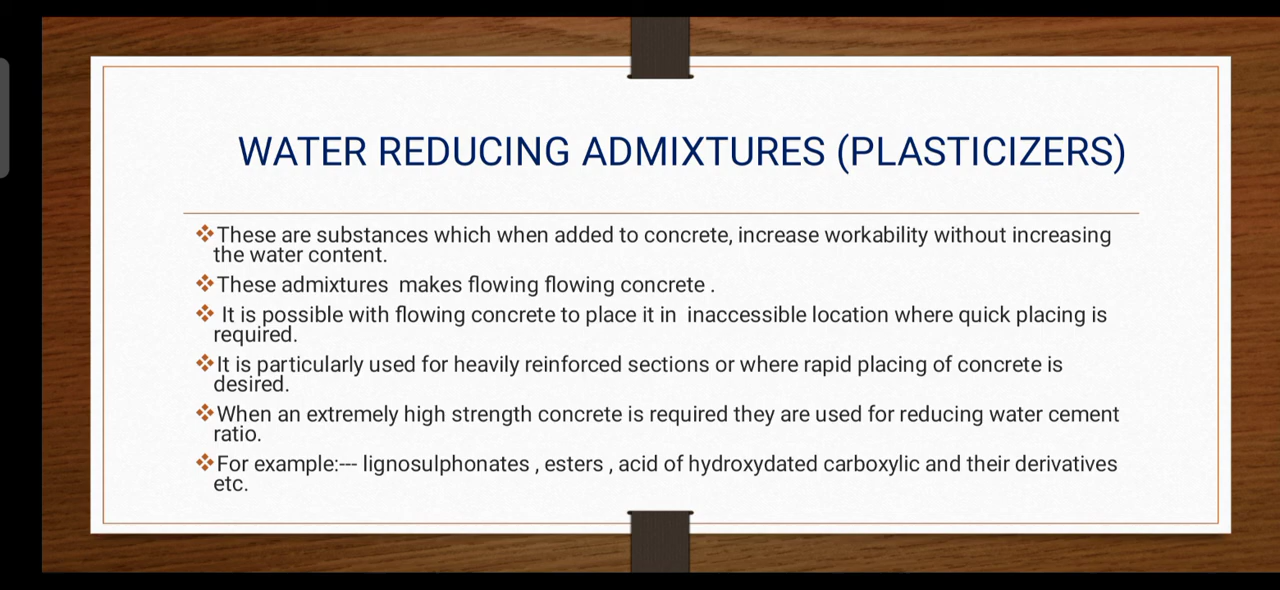 WATER REDUCING ADMIXTURES (PLASTICIZERS)
❖These are substances which when added to concrete, increase workability without increasing
the water content.
❖These admixtures  makes flowing flowing concrete .
❖ It is possible with flowing concrete to place it in  inaccessible location where quick placing is
required.
❖It is particularly used for heavily reinforced sections or where rapid placing of concrete is
desired.
❖When an extremely high strength concrete is required they are used for reducing water cement
ratio.
❖For example:--- lignosulphonates , esters , acid of hydroxydated carboxylic and their derivatives
etc.